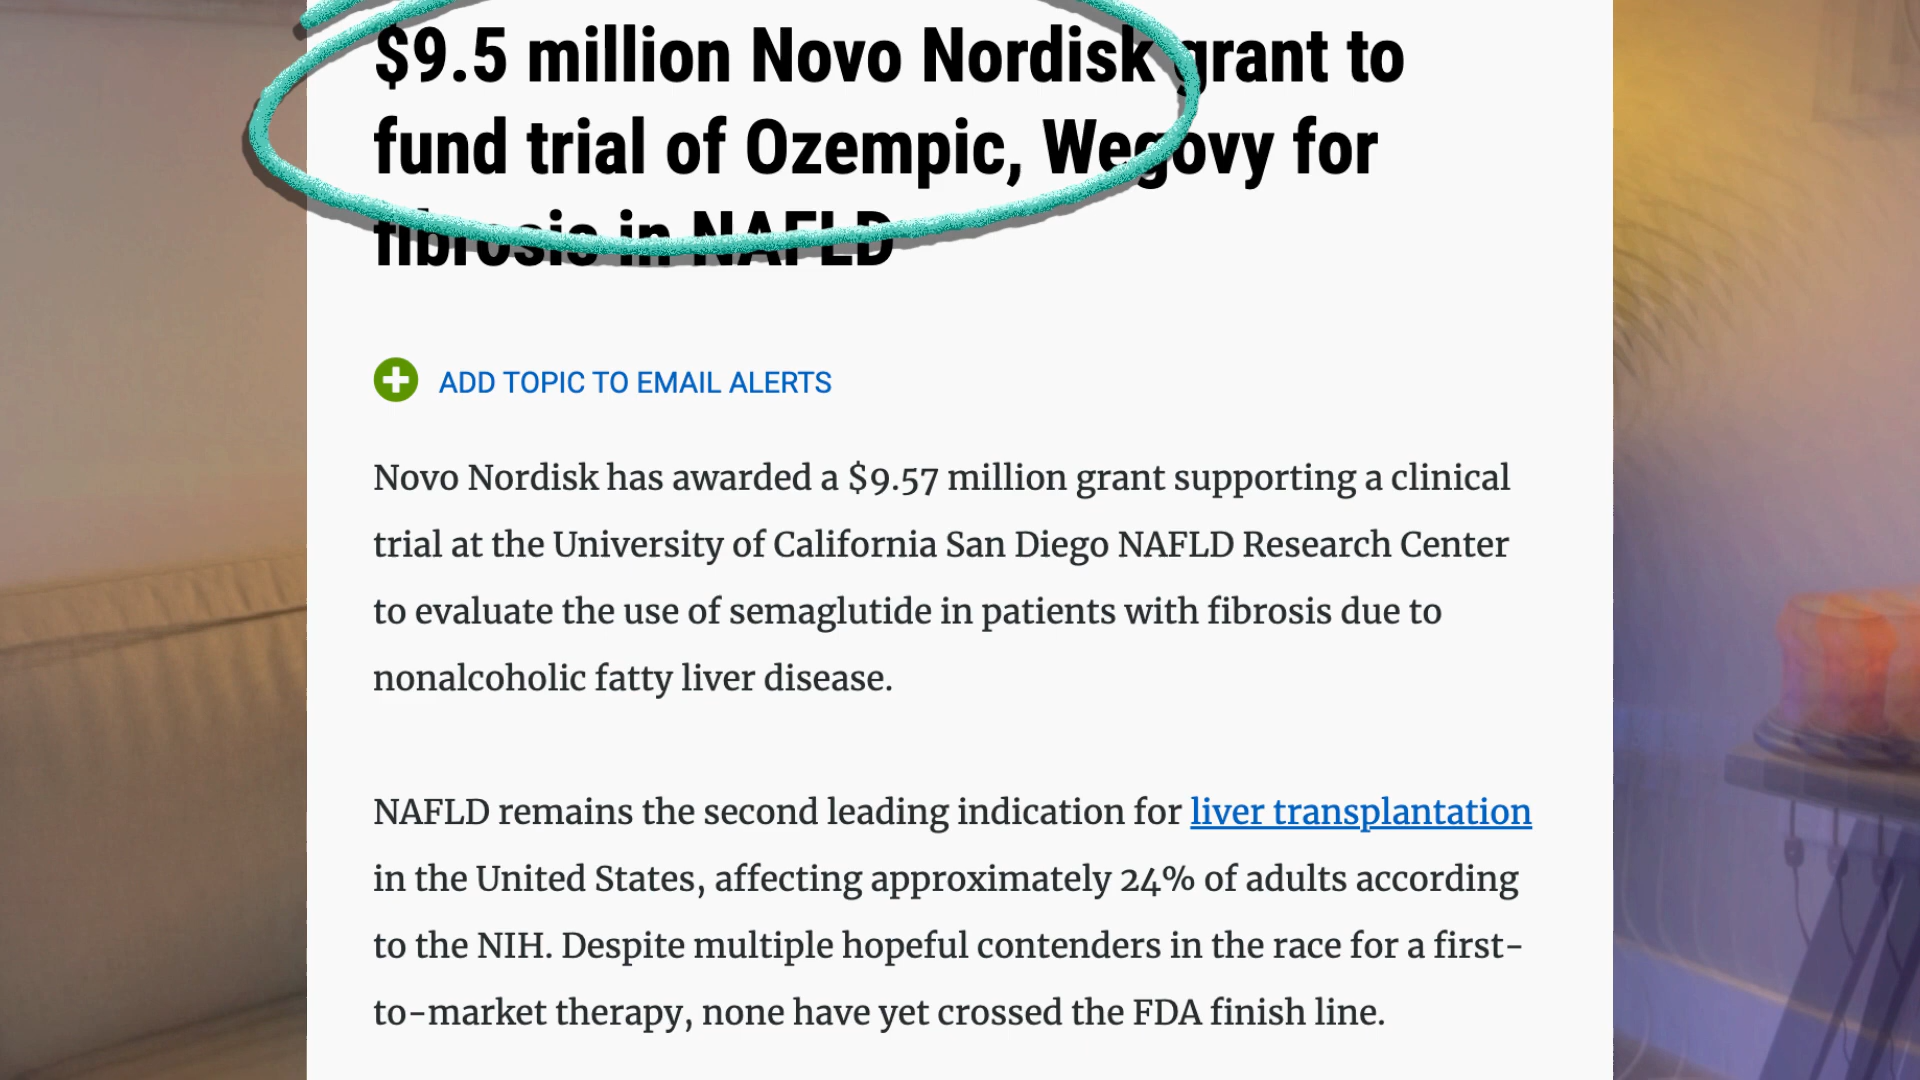 $9.5 million Novo Nordisk grant to
fund trial of Ozempic, Wegovy for
fibrosis in NAFLD
ADD TOPIC TO EMAIL ALERTS
Novo Nordisk has awarded a $9.57 million grant supporting a clinical
trial at the University of California San Diego NAFLD Research Center
to evaluate the use of semaglutide in patients with fibrosis due to
nonalcoholic fatty liver disease.
NAFLD remains the second leading indication for liver transplantation
in the United States, affecting approximately 24% of adults according
to the NIH. Despite multiple hopeful contenders in the race for a first-
to-market therapy, none have yet crossed the FDA finish line.